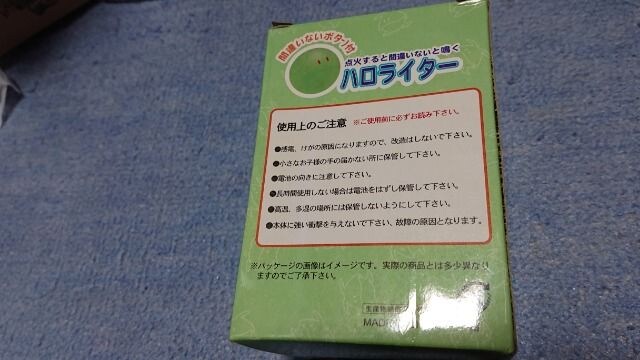 間違いないボタン付
点火すると間違いないと鳴く
ハロライター
使用上のご注意 ※ご使用前に必ずお読み下さい。
●感電、けがの原因になりますので、改造はしないで下さい。
●小さなお子様の手の届かない所に保管して下さい。
●電池の向きに注意して下さい。
●長時間使用しない場合は電池をはずし保管して下さい。
●高温、多湿の場所には保管しないようにして下さい。
●本体に強い衝撃を与えないで下さい、故障の原因となります。
※パッケージの画像はイメージです。実際の商品とは多少異なり
ますのでご了承下さい。